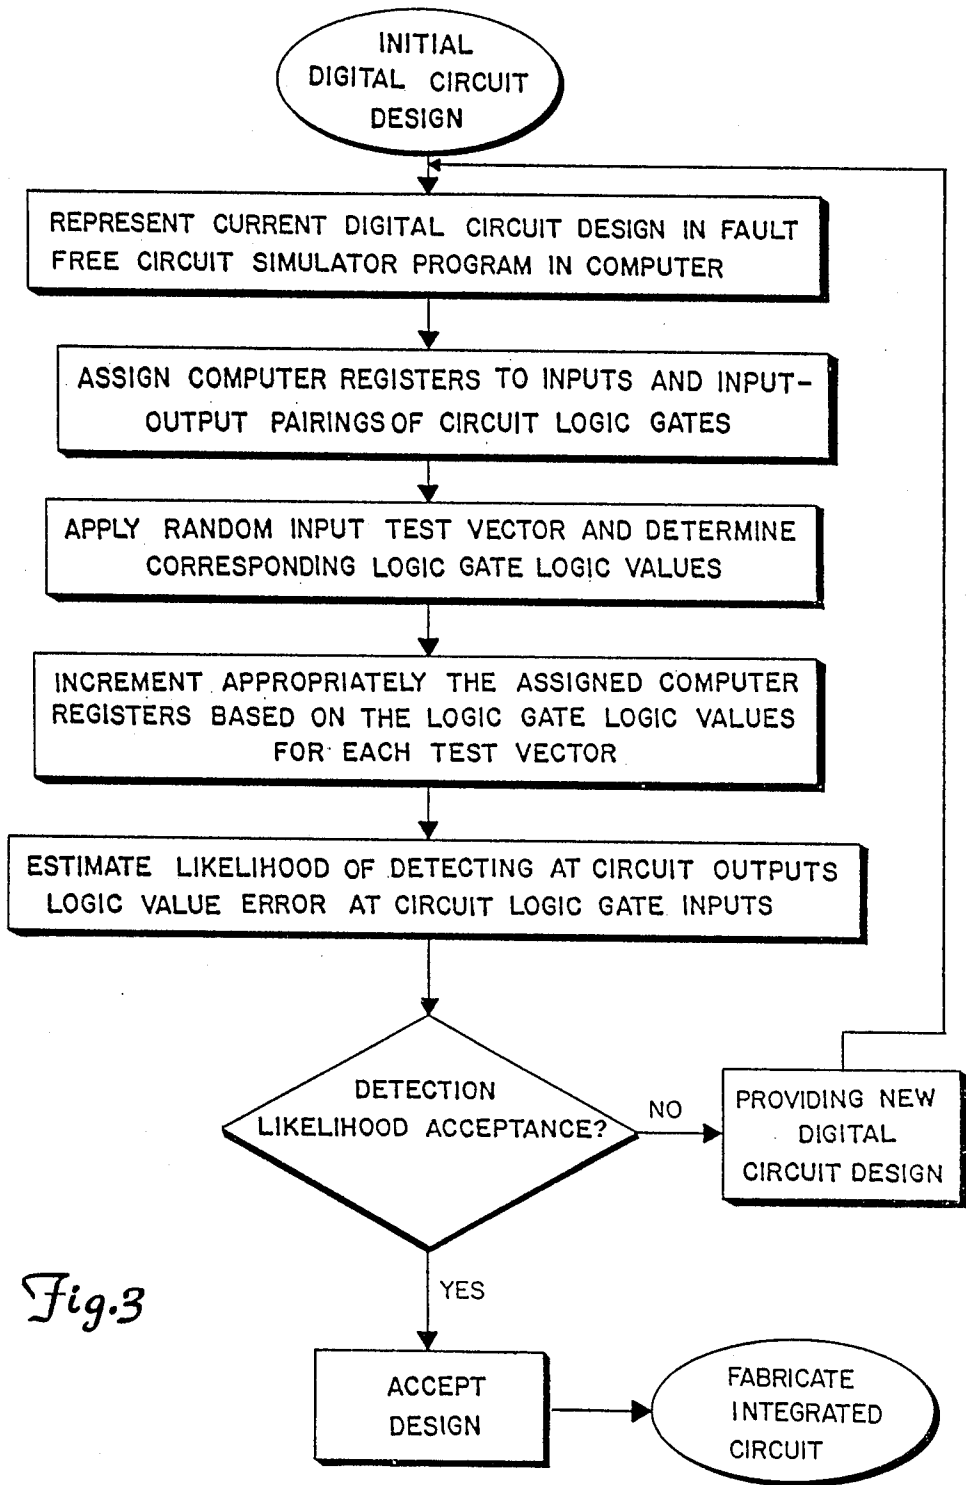 INITIAL
DIGITAL CIRCUIT
DESIGN
REPRESENT CURRENT DIGITAL CIRCUIT DESIGN IN FAULT
FREE CIRCUIT SIMULATOR PROGRAM IN COMPUTER
ASSIGN COMPUTER REGISTERS TO INPUTS AND INPUT-
OUTPUT PAIRINGS OF CIRCUIT LOGIC GATES
APPLY RANDOM INPUT TEST VECTOR AND DETERMINE
CORRESPONDING LOGIC GATE LOGIC VALUES
INCREMENT APPROPRIATELY THE ASSIGNED COMPUTER
REGISTERS BASED ON THE LOGIC GATE LOGIC VALUES
FOR EACH TEST VECTOR
ESTIMATE LIKELIHOOD OF DETECTING AT CIRCUIT OUTPUTS
LOGIC VALUE ERROR AT CIRCUIT LOGIC GATE INPUTS
DETECTION
LIKELIHOOD ACCEPTANCE?
NO
PROVIDING NEW
DIGITAL
CIRCUIT DESIGN
YES
Fig.3
ACCEPT
DESIGN
FABRICATE
INTEGRATED
CIRCUIT